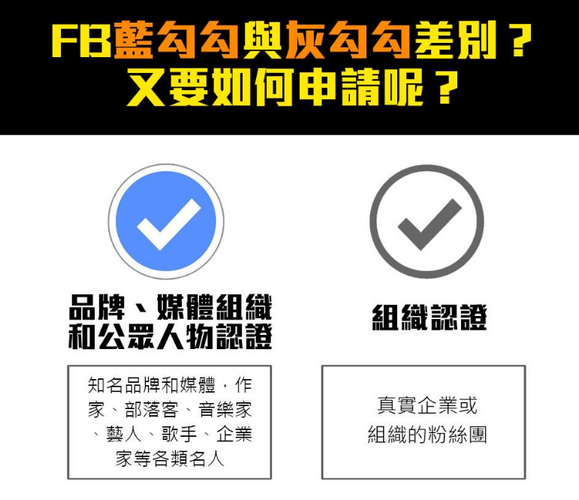 FB藍勾勾與灰勾勾差別？
又要如何申請呢？
品牌、媒體組織
和公眾人物認證
組織認證
知名品牌和媒體，作
家、部落客、音樂家
、藝人、歌手、企業
家等各類名人
真實企業或
組織的粉絲團